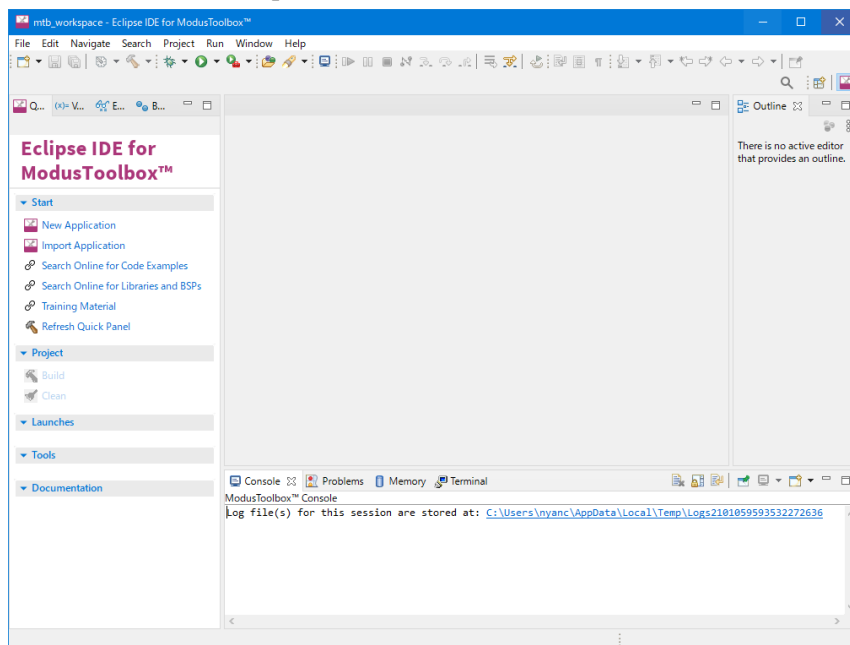 mtb_workspace - Eclipse IDE for ModusToolbox™
File Edit Navigate Search Project Run Window Help
Q... (x)= V... E... B...
Outline
Eclipse IDE for
ModusToolbox™
There is no active editor
that provides an outline.
Start
New Application
Import Application
Search Online for Code Examples
Search Online for Libraries and BSPs
Training Material
Refresh Quick Panel
Project
Build
Clean
Launches
Tools
Documentation
Console Problems Memory Terminal
ModusToolbox™ Console
Log file(s) for this session are stored at: C:\Users\nyanc\AppData\Local\Temp\Logs2101059593532272636